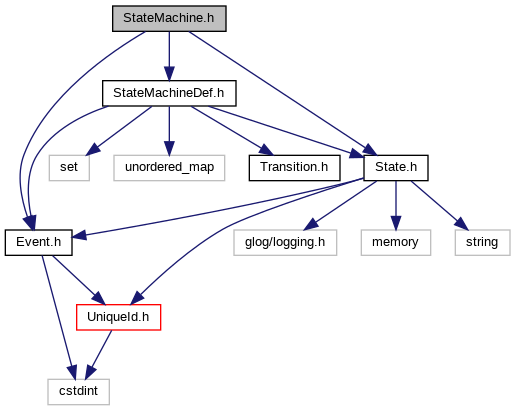 StateMachine.h
StateMachineDef.h
set
unordered_map
Transition.h
State.h
Event.h
glog/logging.h
memory
string
UniqueId.h
cstdint